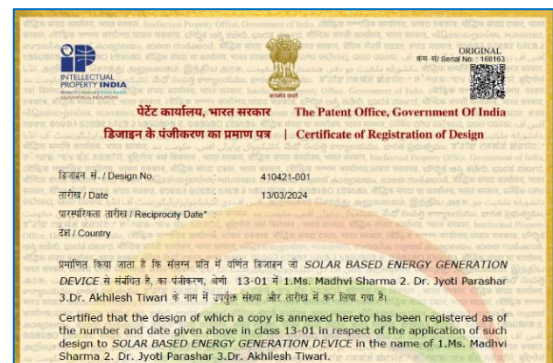 INTELLECTUAL
PROPERTY INDIA
ORIGINAL
क्रम सं/ Serial No. : 166163
पेटेंट कार्यालय, भारत सरकार The Patent Office, Government Of India
डिजाइन के पंजीकरण का प्रमाण पत्र | Certificate of Registration of Design
डिजाइन सं. / Design No. 410421-001
तारीख / Date 13/03/2024
पारस्परिकता तारीख / Reciprocity Date*
देश / Country
प्रमाणित किया जाता है कि संलग्न प्रति में वर्णित डिजाइन जो SOLAR BASED ENERGY GENERATION
DEVICE से संबंधित है, का पंजीकरण, श्रेणी 13-01 में 1.Ms. Madhvi Sharma 2. Dr. Jyoti Parashar
3.Dr. Akhilesh Tiwari के नाम में उपर्युक्त संख्या और तारीख में कर लिया गया है।
Certified that the design of which a copy is annexed hereto has been registered as of
the number and date given above in class 13-01 in respect of the application of such
design to SOLAR BASED ENERGY GENERATION DEVICE in the name of 1.Ms. Madhvi
Sharma 2. Dr. Jyoti Parashar 3.Dr. Akhilesh Tiwari.